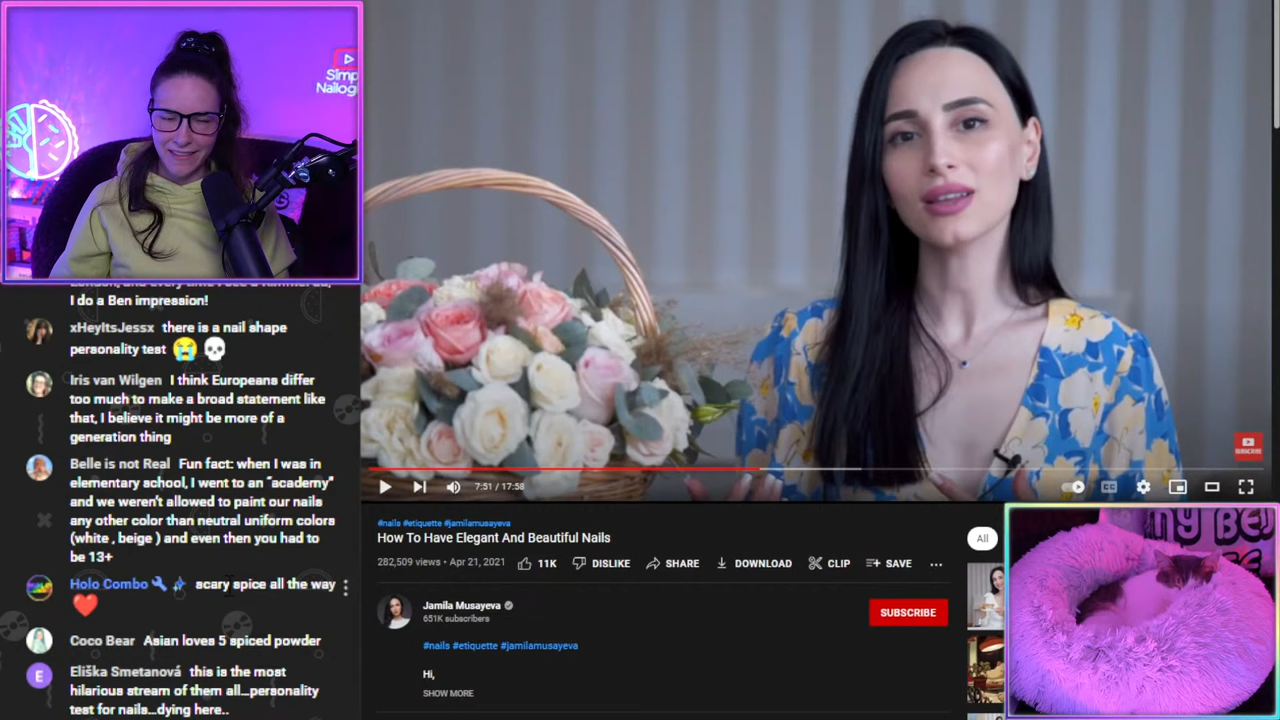 Simp
Nailog
I do a Ben impression!
xHeyItsJessx there is a nail shape
personality test 😭💀
Iris van Wilgen I think Europeans differ
too much to make a broad statement like
that, I believe it might be more of a
generation thing
Belle is not Real Fun fact: when I was in
elementary school, I went to an “academy”
and we weren’t allowed to paint our nails
any other color than neutral uniform colors
(white , beige ) and even then you had to
be 13+
Holo Combo 🔧 scary spice all the way
❤️
Coco Bear Asian loves 5 spiced powder
E
Eliška Smetanová this is the most
hilarious stream of them all...personality
test for nails...dying here..
SUBSCRIBE
7:51 / 17:58
CC
#nails #etiquette #jamilamusayeva
How To Have Elegant And Beautiful Nails
282,509 views • Apr 21, 2021
11K
DISLIKE
SHARE
DOWNLOAD
CLIP
SAVE
Jamila Musayeva
651K subscribers
SUBSCRIBE
#nails #etiquette #jamilamusayeva
Hi,
SHOW MORE
All
MY BE